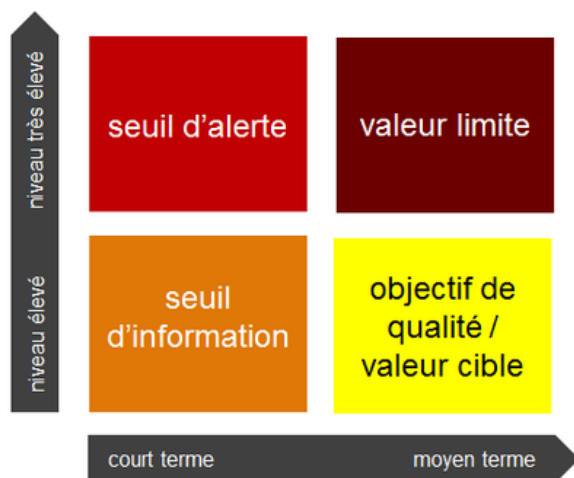 niveau très élevé
seuil d'alerte
valeur limite
niveau élevé
seuil
d'information
objectif de
qualité /
valeur cible
court terme
moyen terme